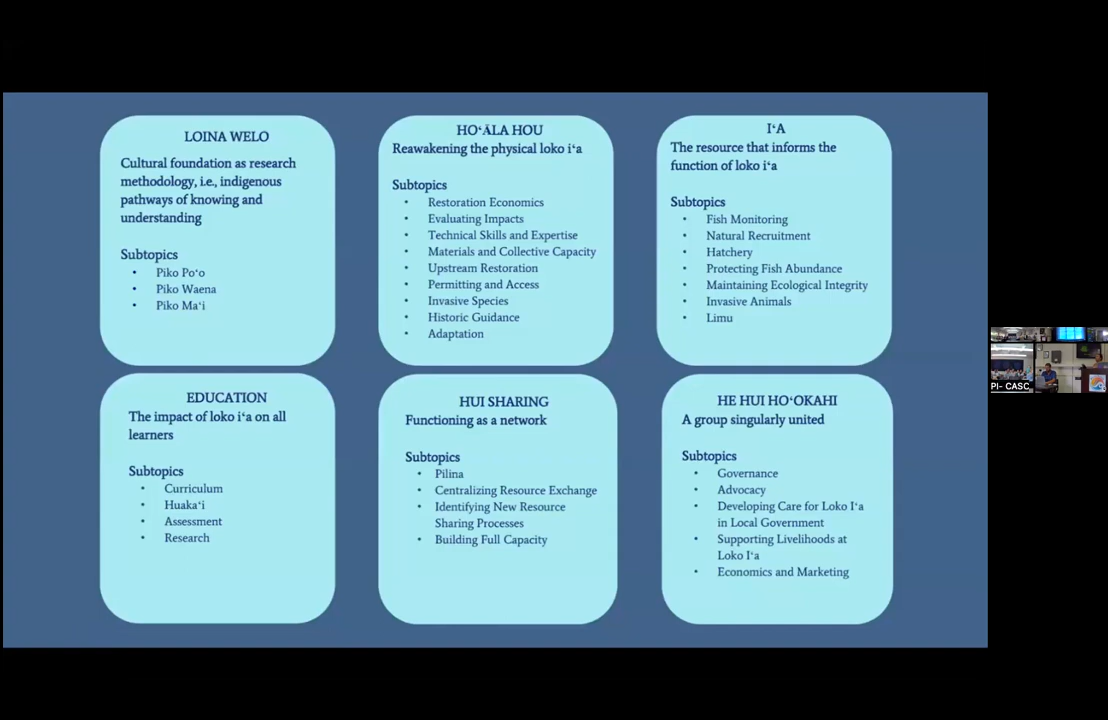 LOINA WELO
Cultural foundation as research
methodology, i.e., indigenous
pathways of knowing and
understanding
Subtopics
• Piko Poʻo
• Piko Waena
• Piko Maʻi
HOʻĀLA HOU
Reawakening the physical loko iʻa
Subtopics
• Restoration Economics
• Evaluating Impacts
• Technical Skills and Expertise
• Materials and Collective Capacity
• Upstream Restoration
• Permitting and Access
• Invasive Species
• Historic Guidance
• Adaptation
IʻA
The resource that informs the
function of loko iʻa
Subtopics
• Fish Monitoring
• Natural Recruitment
• Hatchery
• Protecting Fish Abundance
• Maintaining Ecological Integrity
• Invasive Animals
• Limu
EDUCATION
The impact of loko iʻa on all
learners
Subtopics
• Curriculum
• Huakaʻi
• Assessment
• Research
HUI SHARING
Functioning as a network
Subtopics
• Pilina
• Centralizing Resource Exchange
• Identifying New Resource
Sharing Processes
• Building Full Capacity
HE HUI HOʻOKAHI
A group singularly united
Subtopics
• Governance
• Advocacy
• Developing Care for Loko Iʻa
in Local Government
• Supporting Livelihoods at
Loko Iʻa
• Economics and Marketing
PI- CASC